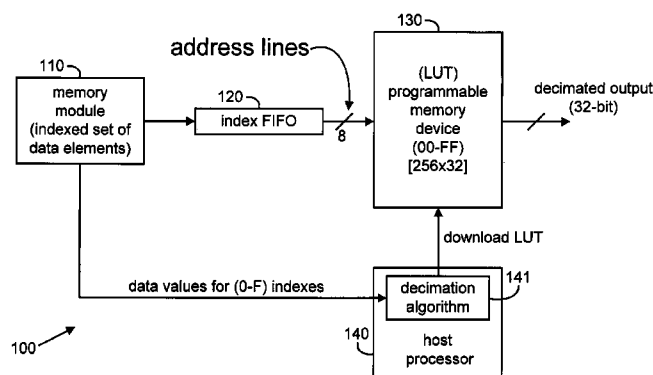 110
memory
module
(indexed set of
data elements)
120
index FIFO
address lines
8
130
(LUT)
programmable
memory
device
(00-FF)
[256x32]
decimated output
(32-bit)
download LUT
data values for (0-F) indexes
decimation
algorithm
141
140
host
processor
100